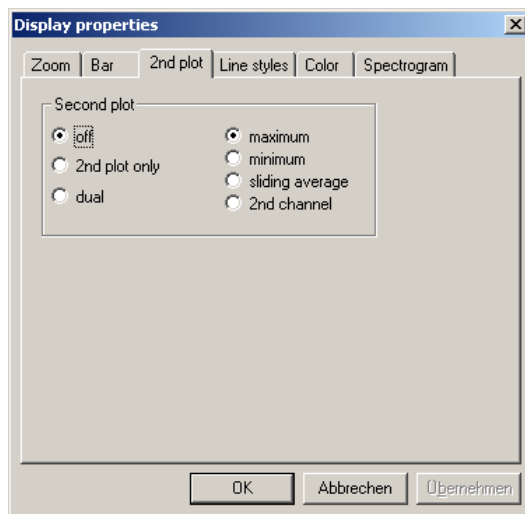 Display properties
Zoom Bar 2nd plot Line styles Color Spectrogram
Second plot
off maximum
2nd plot only minimum
dual sliding average
2nd channel
OK Abbrechen Übernehmen